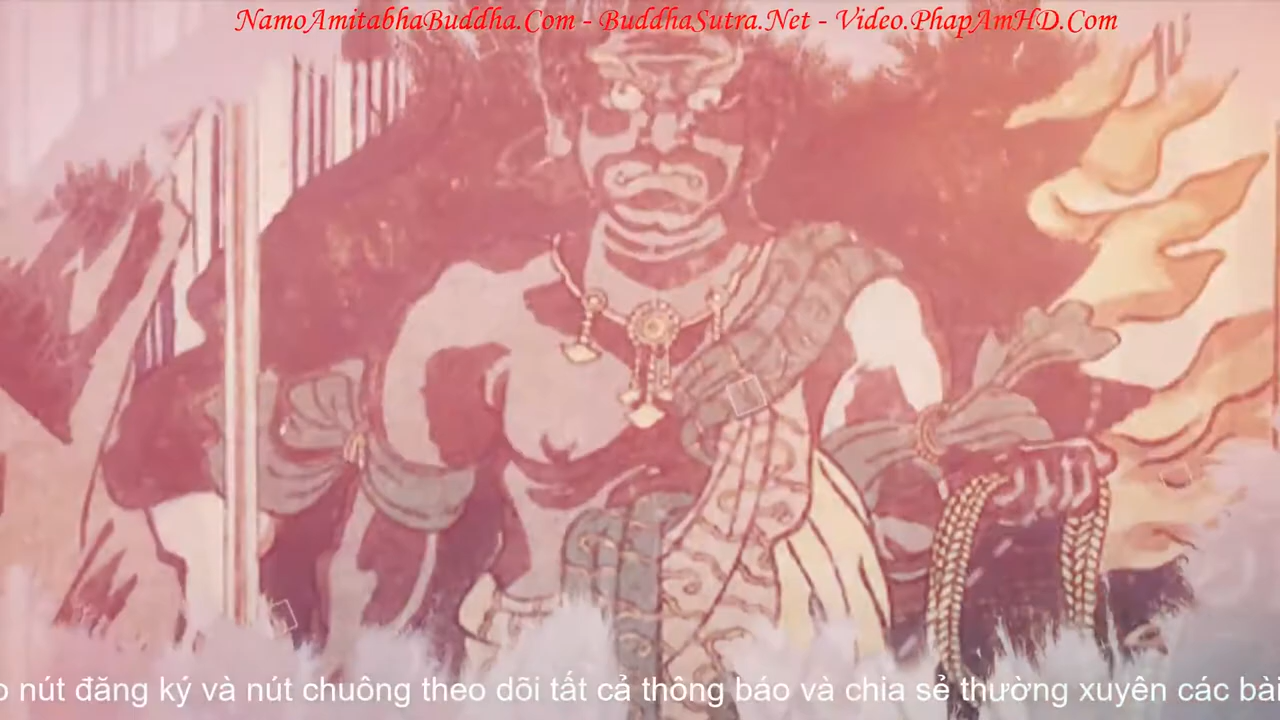 NamoAmitabhaBuddha.Com - BuddhaSutra.Net - Video.PhapAmHD.Com
nút đăng ký và nút chuông theo dõi tất cả thông báo và chia sẻ thường xuyên các bài